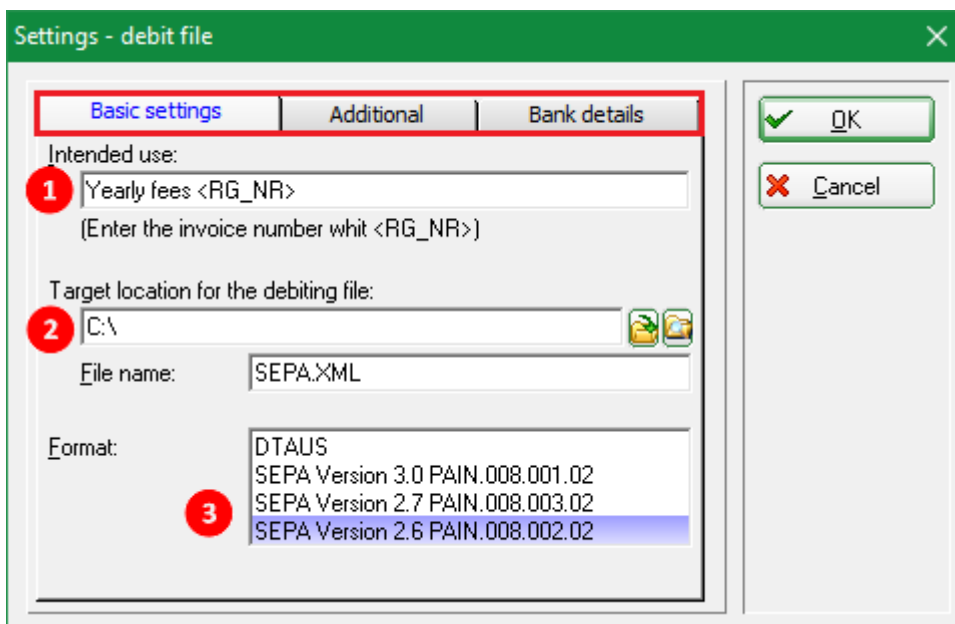 Settings - debit file
Basic settings Additional Bank details
OK
Intended use:
1 Yearly fees <RG_NR>
Cancel
(Enter the invoice number whit <RG_NR>)
Target location for the debiting file:
2 C:\
File name: SEPA.XML
Format: DTAUS
SEPA Version 3.0 PAIN.008.001.02
3 SEPA Version 2.7 PAIN.008.003.02
SEPA Version 2.6 PAIN.008.002.02